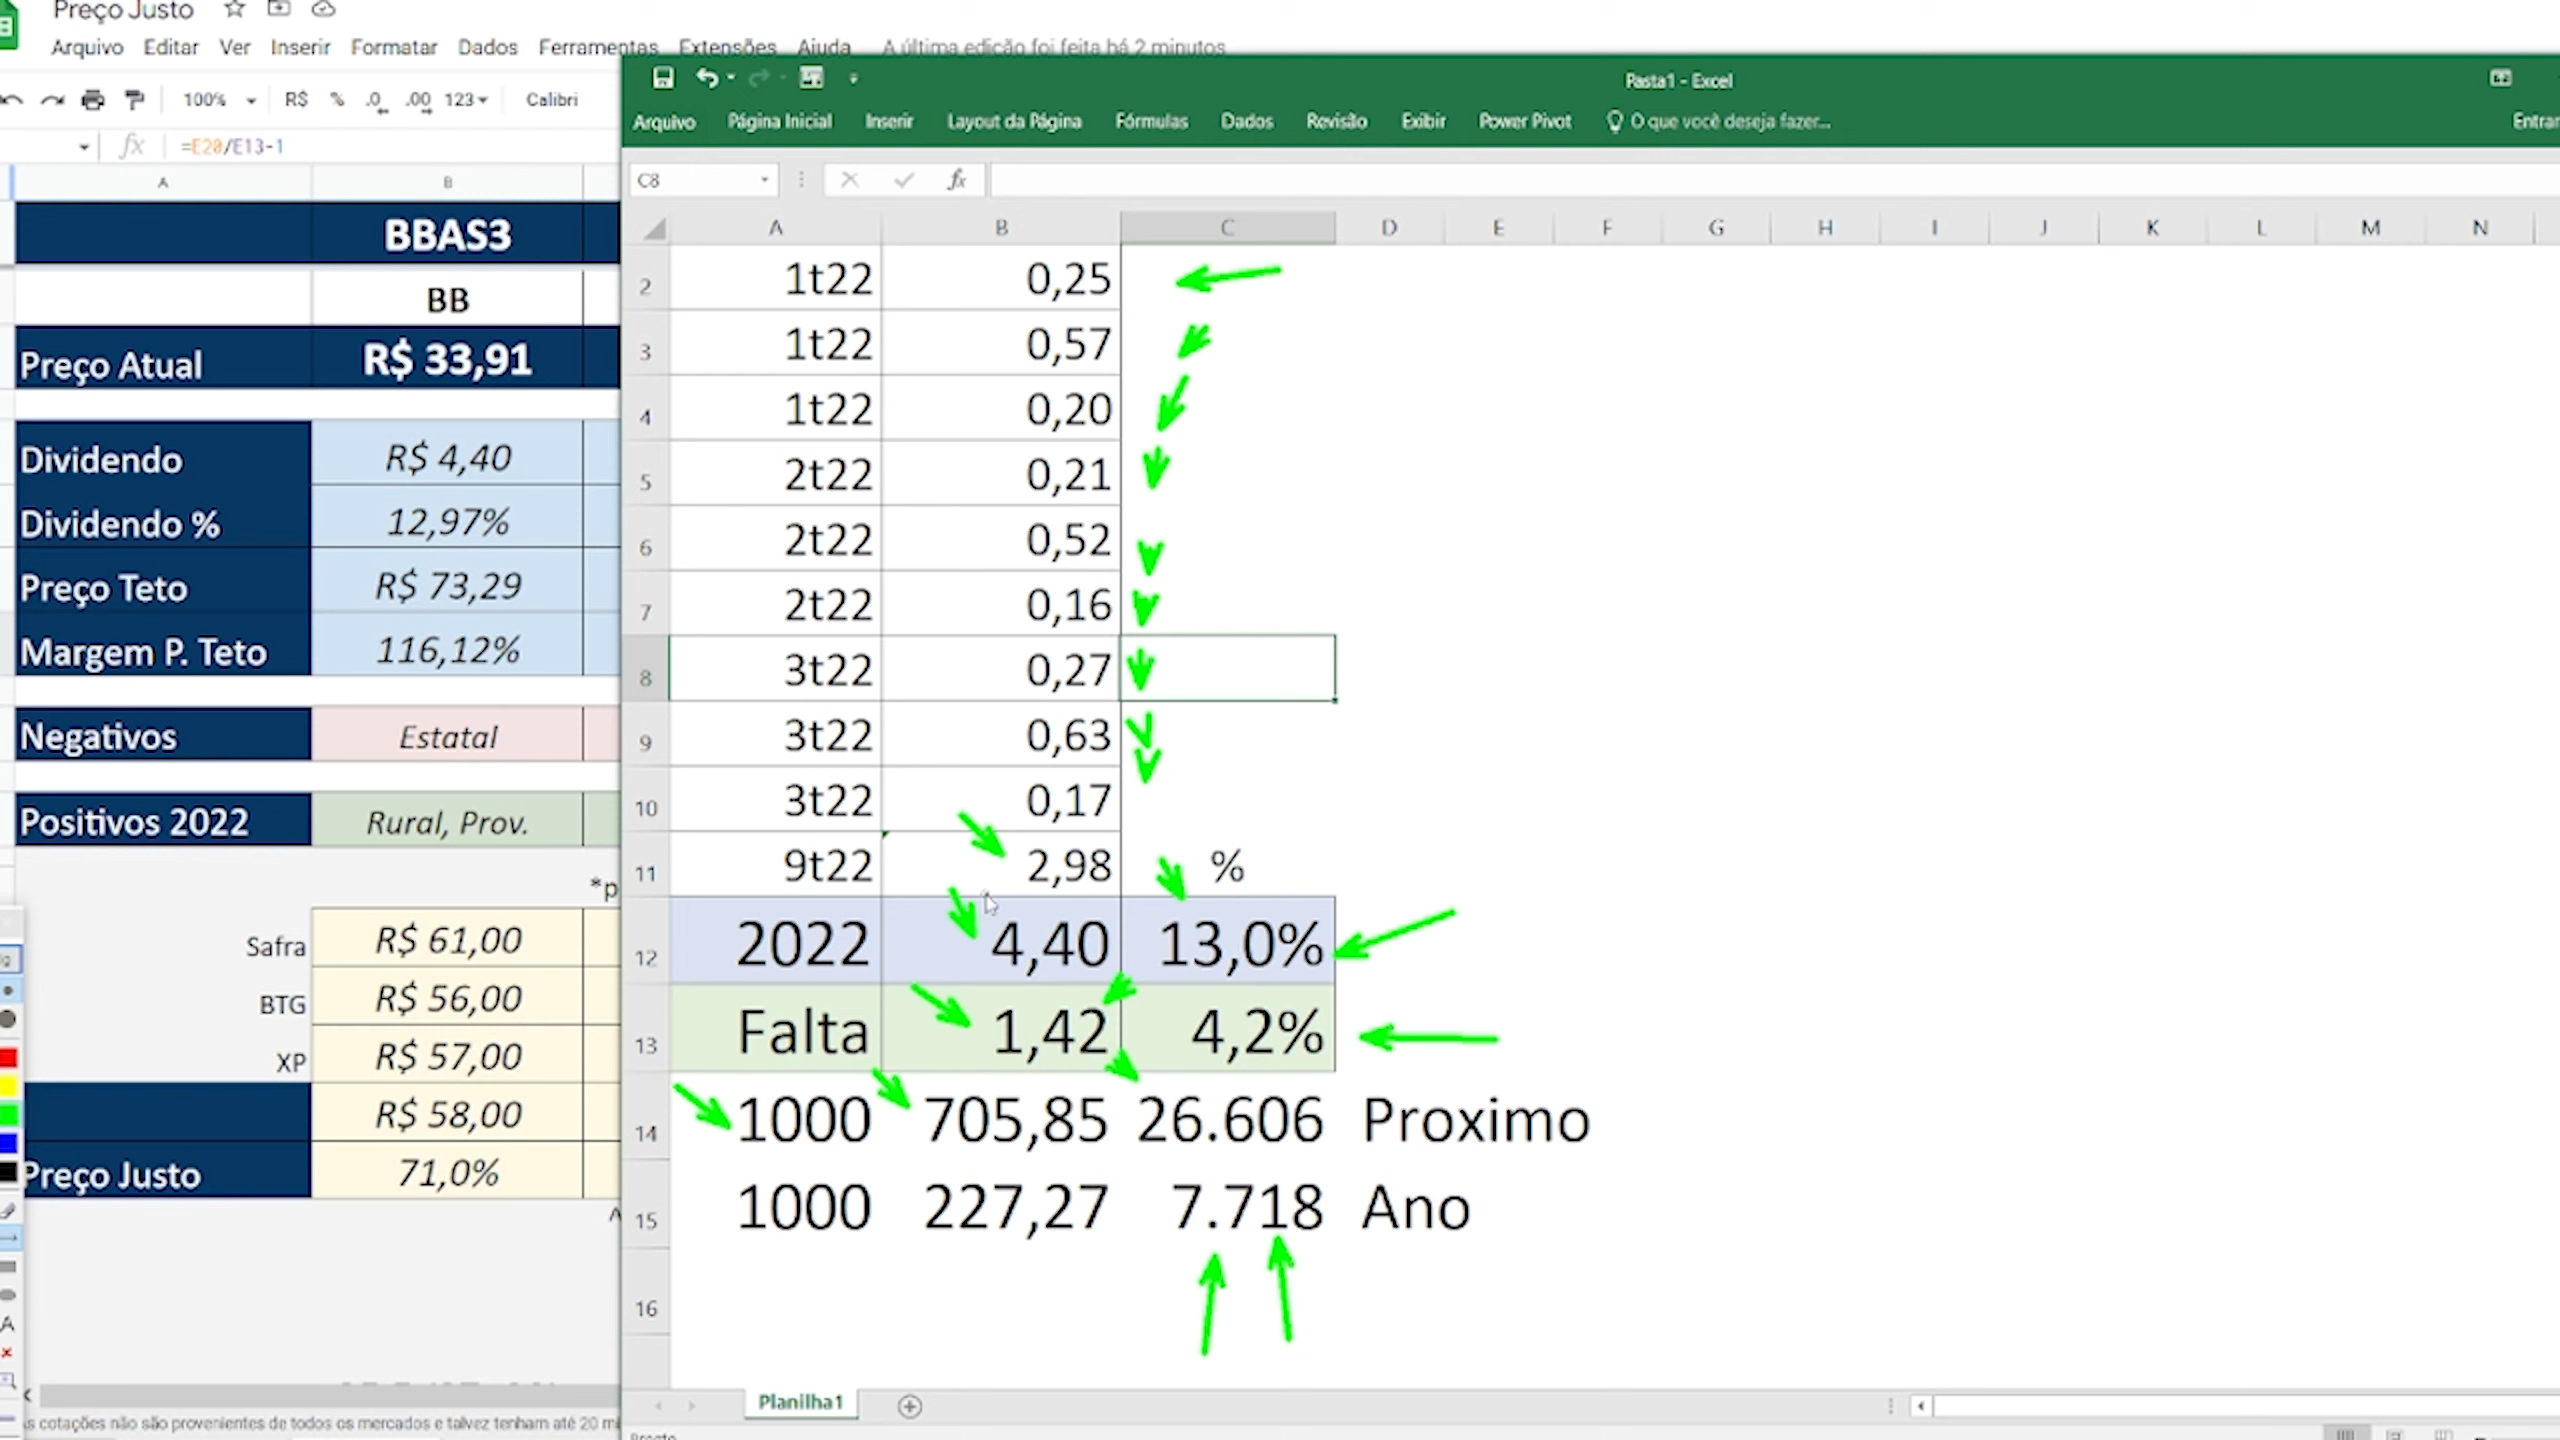 Preço Justo
Arquivo Editar Ver Inserir Formatar Dados Ferramentas Extensões Ajuda A última edição foi feita há 2 minutos
100% R$ % .0 .00 123 Calibri
fx =E20/E13-1
A B
BBAS3
BB
Preço Atual R$ 33,91
Dividendo R$ 4,40
Dividendo % 12,97%
Preço Teto R$ 73,29
Margem P. Teto 116,12%
Negativos Estatal
Positivos 2022 Rural, Prov.
*p
Safra R$ 61,00
BTG R$ 56,00
XP R$ 57,00
R$ 58,00
Preço Justo 71,0%
A
s cotações não são provenientes de todos os mercados e talvez tenham até 20
Pasta1 - Excel
Arquivo Página Inicial Inserir Layout da Página Fórmulas Dados Revisão Exibir Power Pivot O que você deseja fazer... Entrar
C8 fx
A B C D E F G H I J K L M N
2 1t22 0,25
3 1t22 0,57
4 1t22 0,20
5 2t22 0,21
6 2t22 0,52
7 2t22 0,16
8 3t22 0,27
9 3t22 0,63
10 3t22 0,17
11 9t22 2,98 %
12 2022 4,40 13,0%
13 Falta 1,42 4,2%
14 1000 705,85 26.606 Proximo
15 1000 227,27 7.718 Ano
16
Planilha1